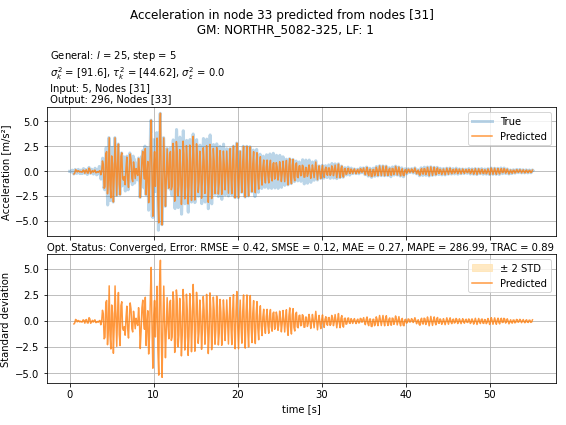 Acceleration in node 33 predicted from nodes [31]
GM: NORTHR_5082-325, LF: 1
General: l = 25, step = 5
σ²ₖ = [91.6], τ²ₖ = [44.62], σ²ε = 0.0
Input: 5, Nodes [31]
Output: 296, Nodes [33]
Acceleration [m/s²]
5.0
2.5
0.0
−2.5
−5.0
True
Predicted
Opt. Status: Converged, Error: RMSE = 0.42, SMSE = 0.12, MAE = 0.27, MAPE = 286.99, TRAC = 0.89
Standard deviation
5.0
2.5
0.0
−2.5
−5.0
± 2 STD
Predicted
0 10 20 30 40 50
time [s]